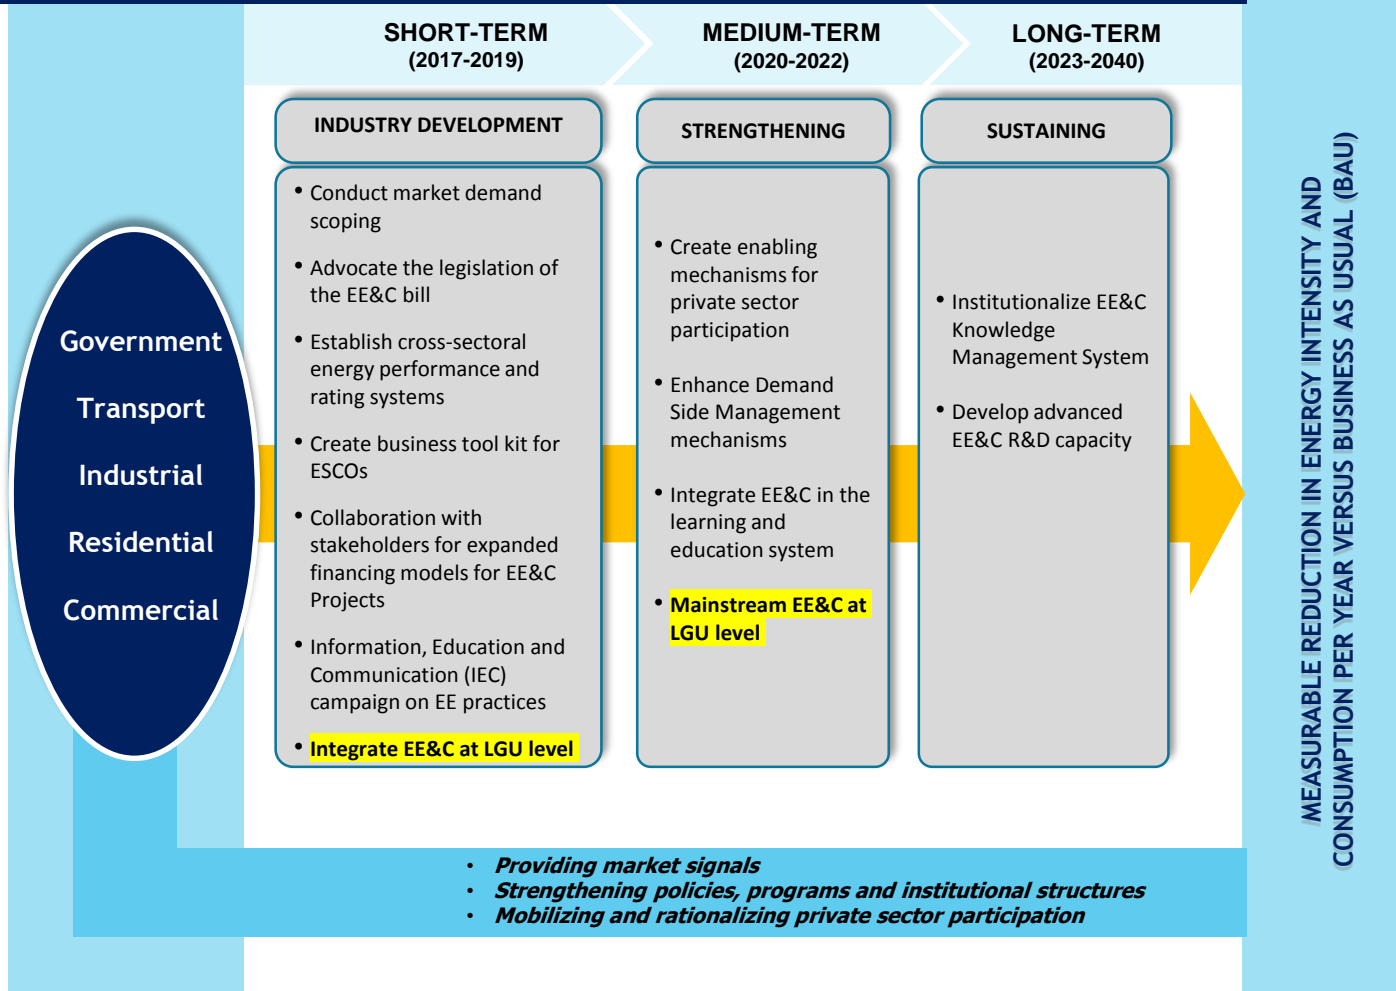 SHORT-TERM
(2017-2019)
MEDIUM-TERM
(2020-2022)
LONG-TERM
(2023-2040)
Government
Transport
Industrial
Residential
Commercial
INDUSTRY DEVELOPMENT
• Conduct market demand
scoping
• Advocate the legislation of
the EE&C bill
• Establish cross-sectoral
energy performance and
rating systems
• Create business tool kit for
ESCOs
• Collaboration with
stakeholders for expanded
financing models for EE&C
Projects
• Information, Education and
Communication (IEC)
campaign on EE practices
• Integrate EE&C at LGU level
STRENGTHENING
• Create enabling
mechanisms for
private sector
participation
• Enhance Demand
Side Management
mechanisms
• Integrate EE&C in the
learning and
education system
• Mainstream EE&C at
LGU level
SUSTAINING
• Institutionalize EE&C
Knowledge
Management System
• Develop advanced
EE&C R&D capacity
MEASURABLE REDUCTION IN ENERGY INTENSITY AND
CONSUMPTION PER YEAR VERSUS BUSINESS AS USUAL (BAU)
• Providing market signals
• Strengthening policies, programs and institutional structures
• Mobilizing and rationalizing private sector participation